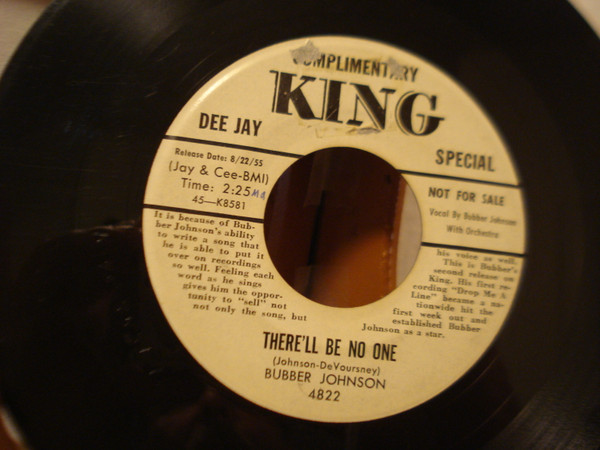 COMPLIMENTARY
KING
DEE JAY
SPECIAL
Release Date: 8/22/55
(Jay & Cee-BMI)
Time: 2:25
45—K8581
NOT FOR SALE
Vocal By Bubber Johnson
With Orchestra
It is because of Bub-
ber Johnson's ability
to write a song that
he is able to put it
over on recordings
so well. Feeling each
word as he sings
gives him the oppor-
tunity to "sell" not
not only the song, but
his voice as well.
This is Bubber's
second release on
King. His first re-
cording "Drop Me A
Line" became a na-
tionwide hit the
first week out and
established Bubber
Johnson as a star.
THERE'LL BE NO ONE
(Johnson-DeVoursney)
BUBBER JOHNSON
4822